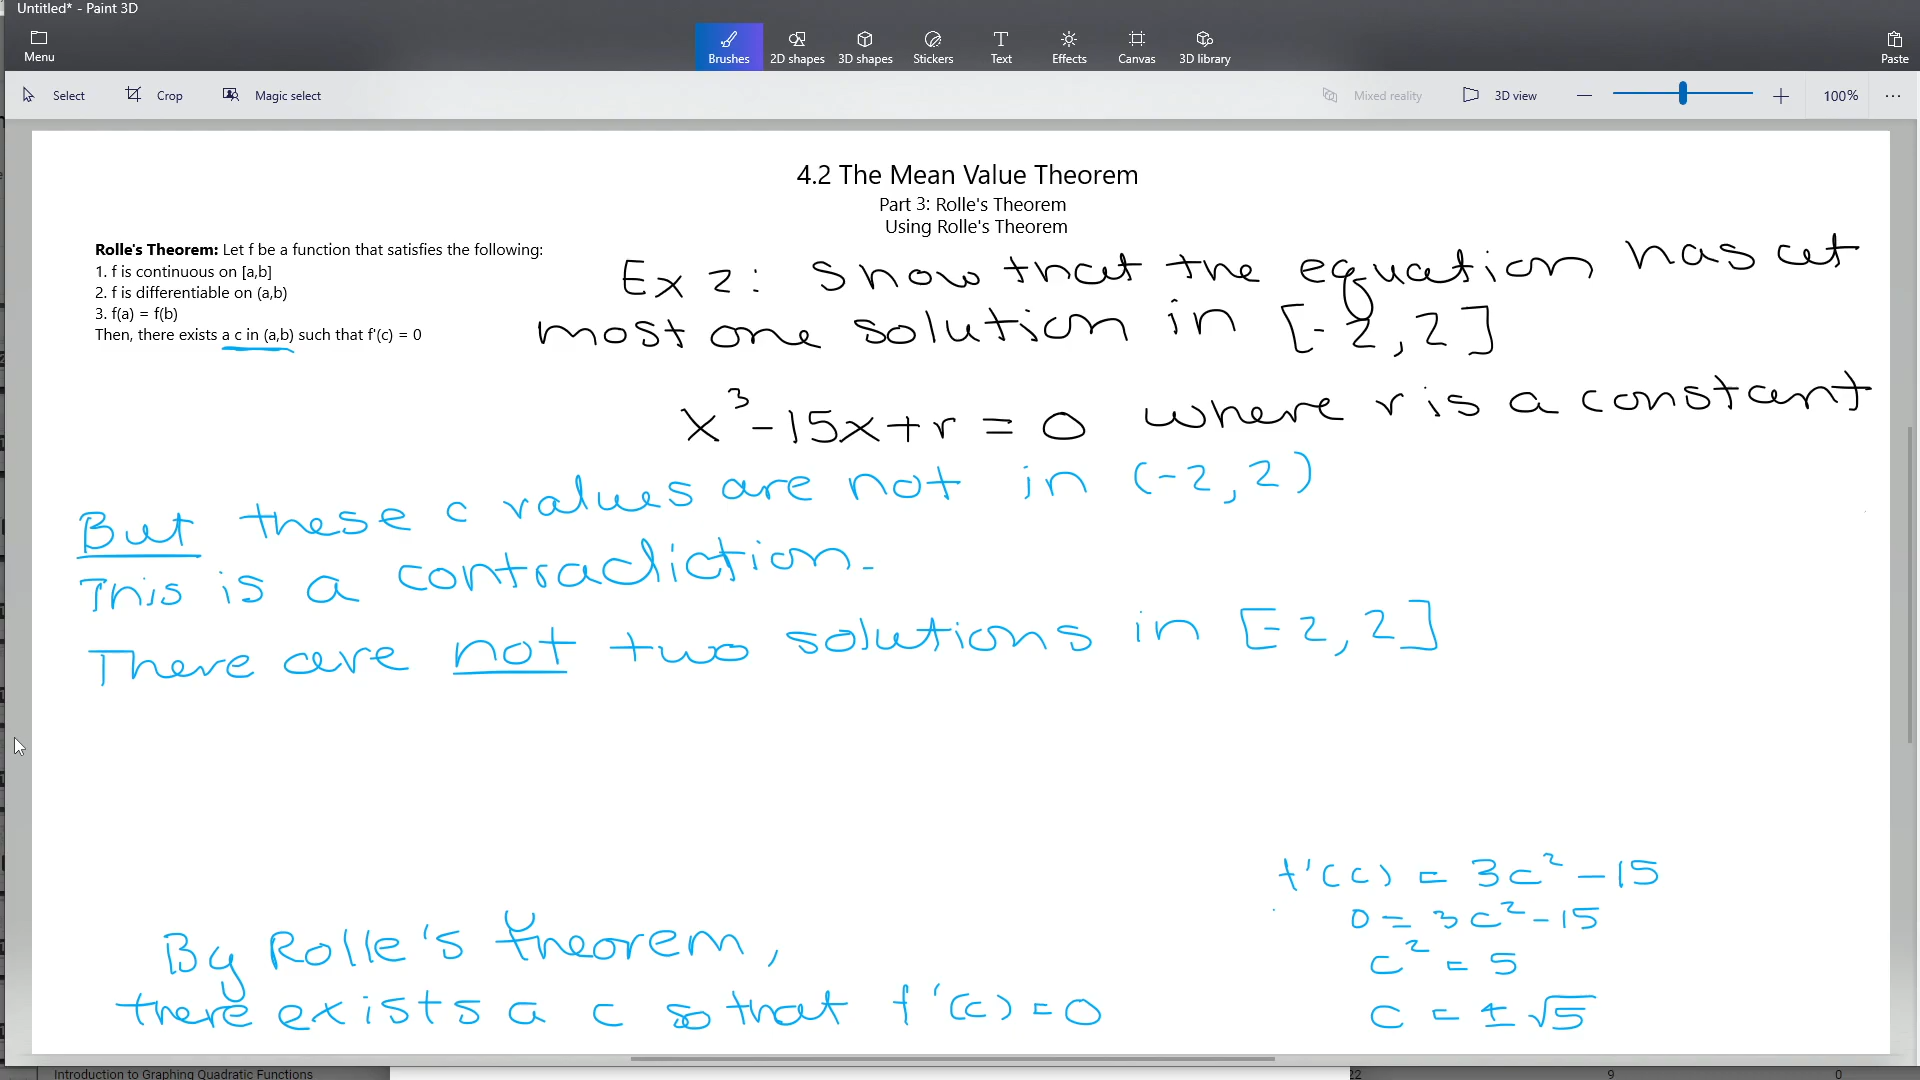 Untitled* - Paint 3D
Menu
Brushes 2D shapes 3D shapes Stickers Text Effects Canvas 3D library
Paste
Select Crop Magic select Mixed reality 3D view 100%
4.2 The Mean Value Theorem
Part 3: Rolle's Theorem
Using Rolle's Theorem
Rolle's Theorem: Let f be a function that satisfies the following:
1. f is continuous on [a,b]
2. f is differentiable on (a,b)
3. f(a) = f(b)
Then, there exists a c in (a,b) such that f'(c) = 0
Ex 2: Show that the equation has at
most one solution in [-2,2]
x³-15x+r = 0 where r is a constant
But these c values are not in (-2,2)
This is a contradiction.
There are not two solutions in [-2,2]
By Rolle's theorem,
there exists a c so that f'(c)=0
f'(c) = 3c²-15
0 = 3c²-15
c² = 5
c = ±√5
Introduction to Graphing Quadratic Functions
22 9 0